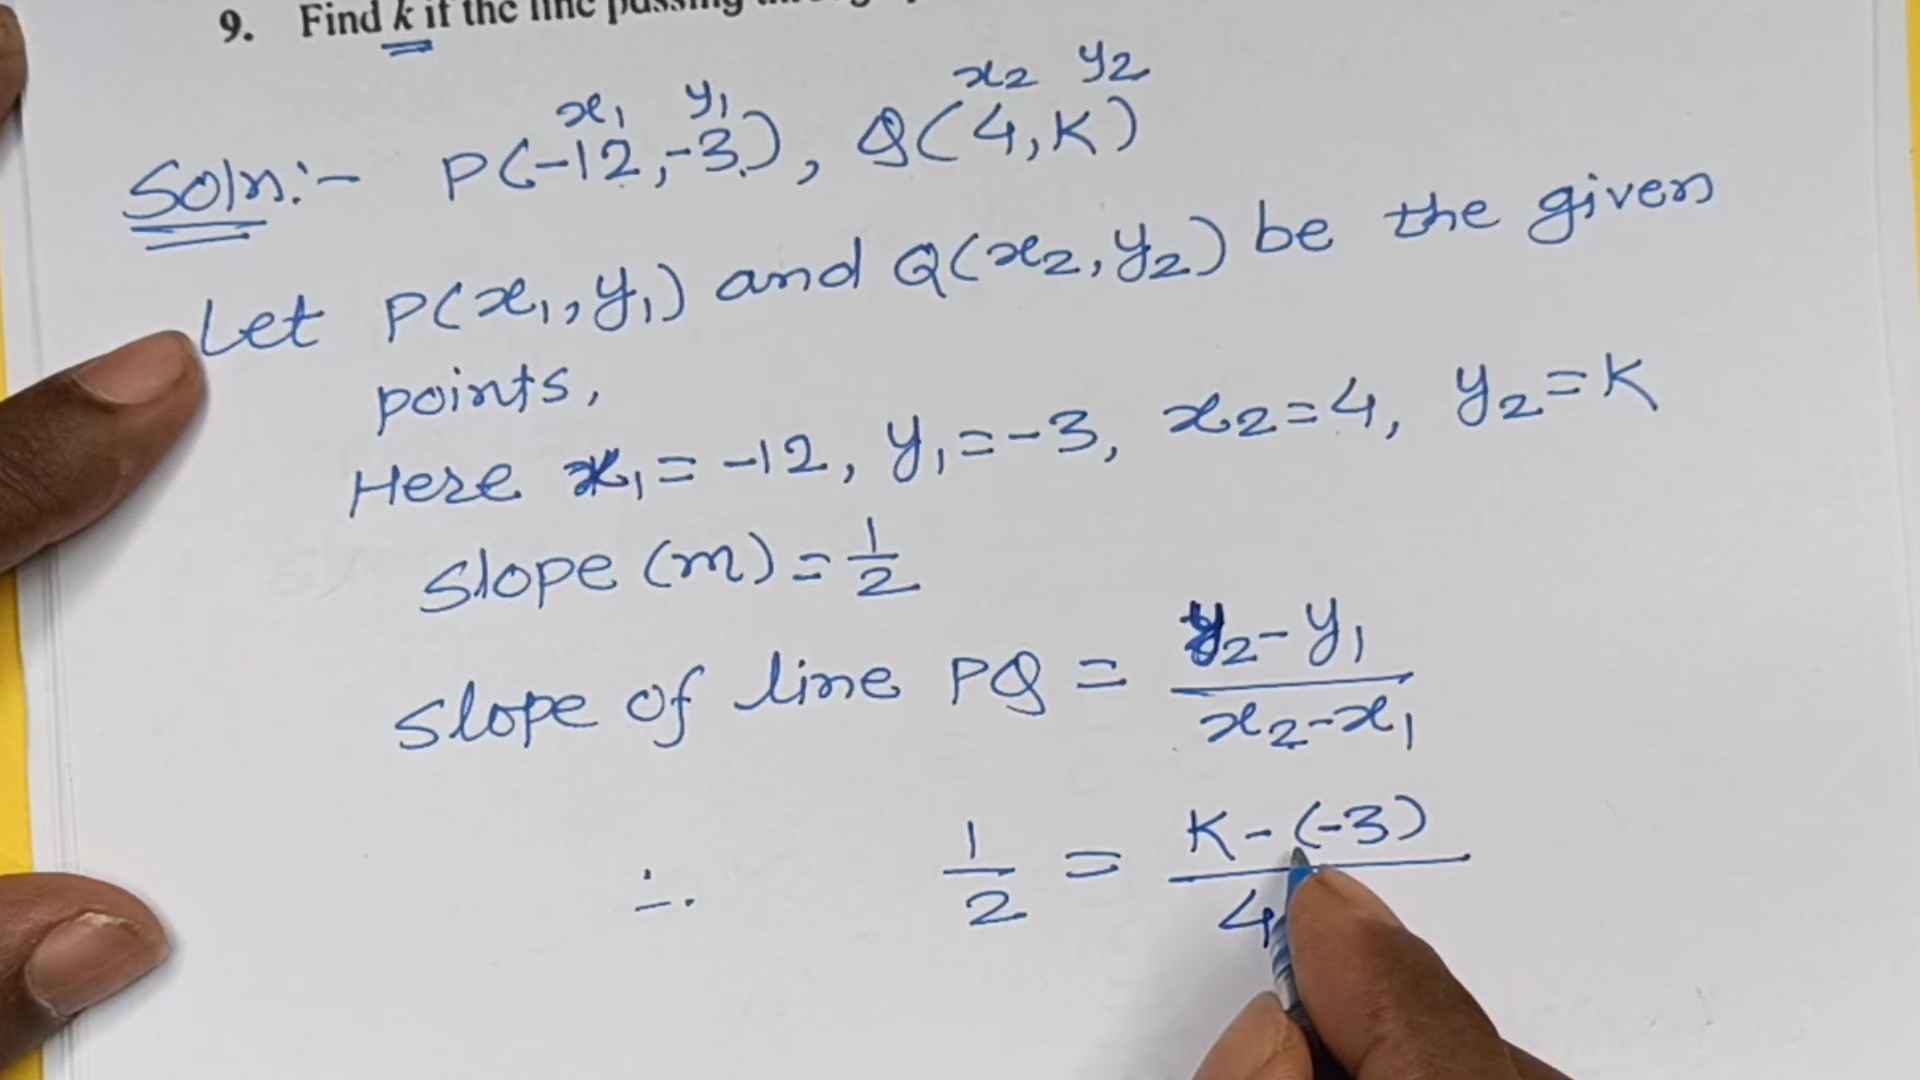 9. Find k if the line passing
x₁ y₁ x₂ y₂
Soln:- P(-12,-3), Q(4,K)
Let P(x₁,y₁) and Q(x₂,y₂) be the given
points,
Here x₁= -12, y₁=-3, x₂=4, y₂=K
slope (m) = 1/2
slope of line PQ = y₂-y₁ / x₂-x₁
∴ 1/2 = K-(-3) / 4